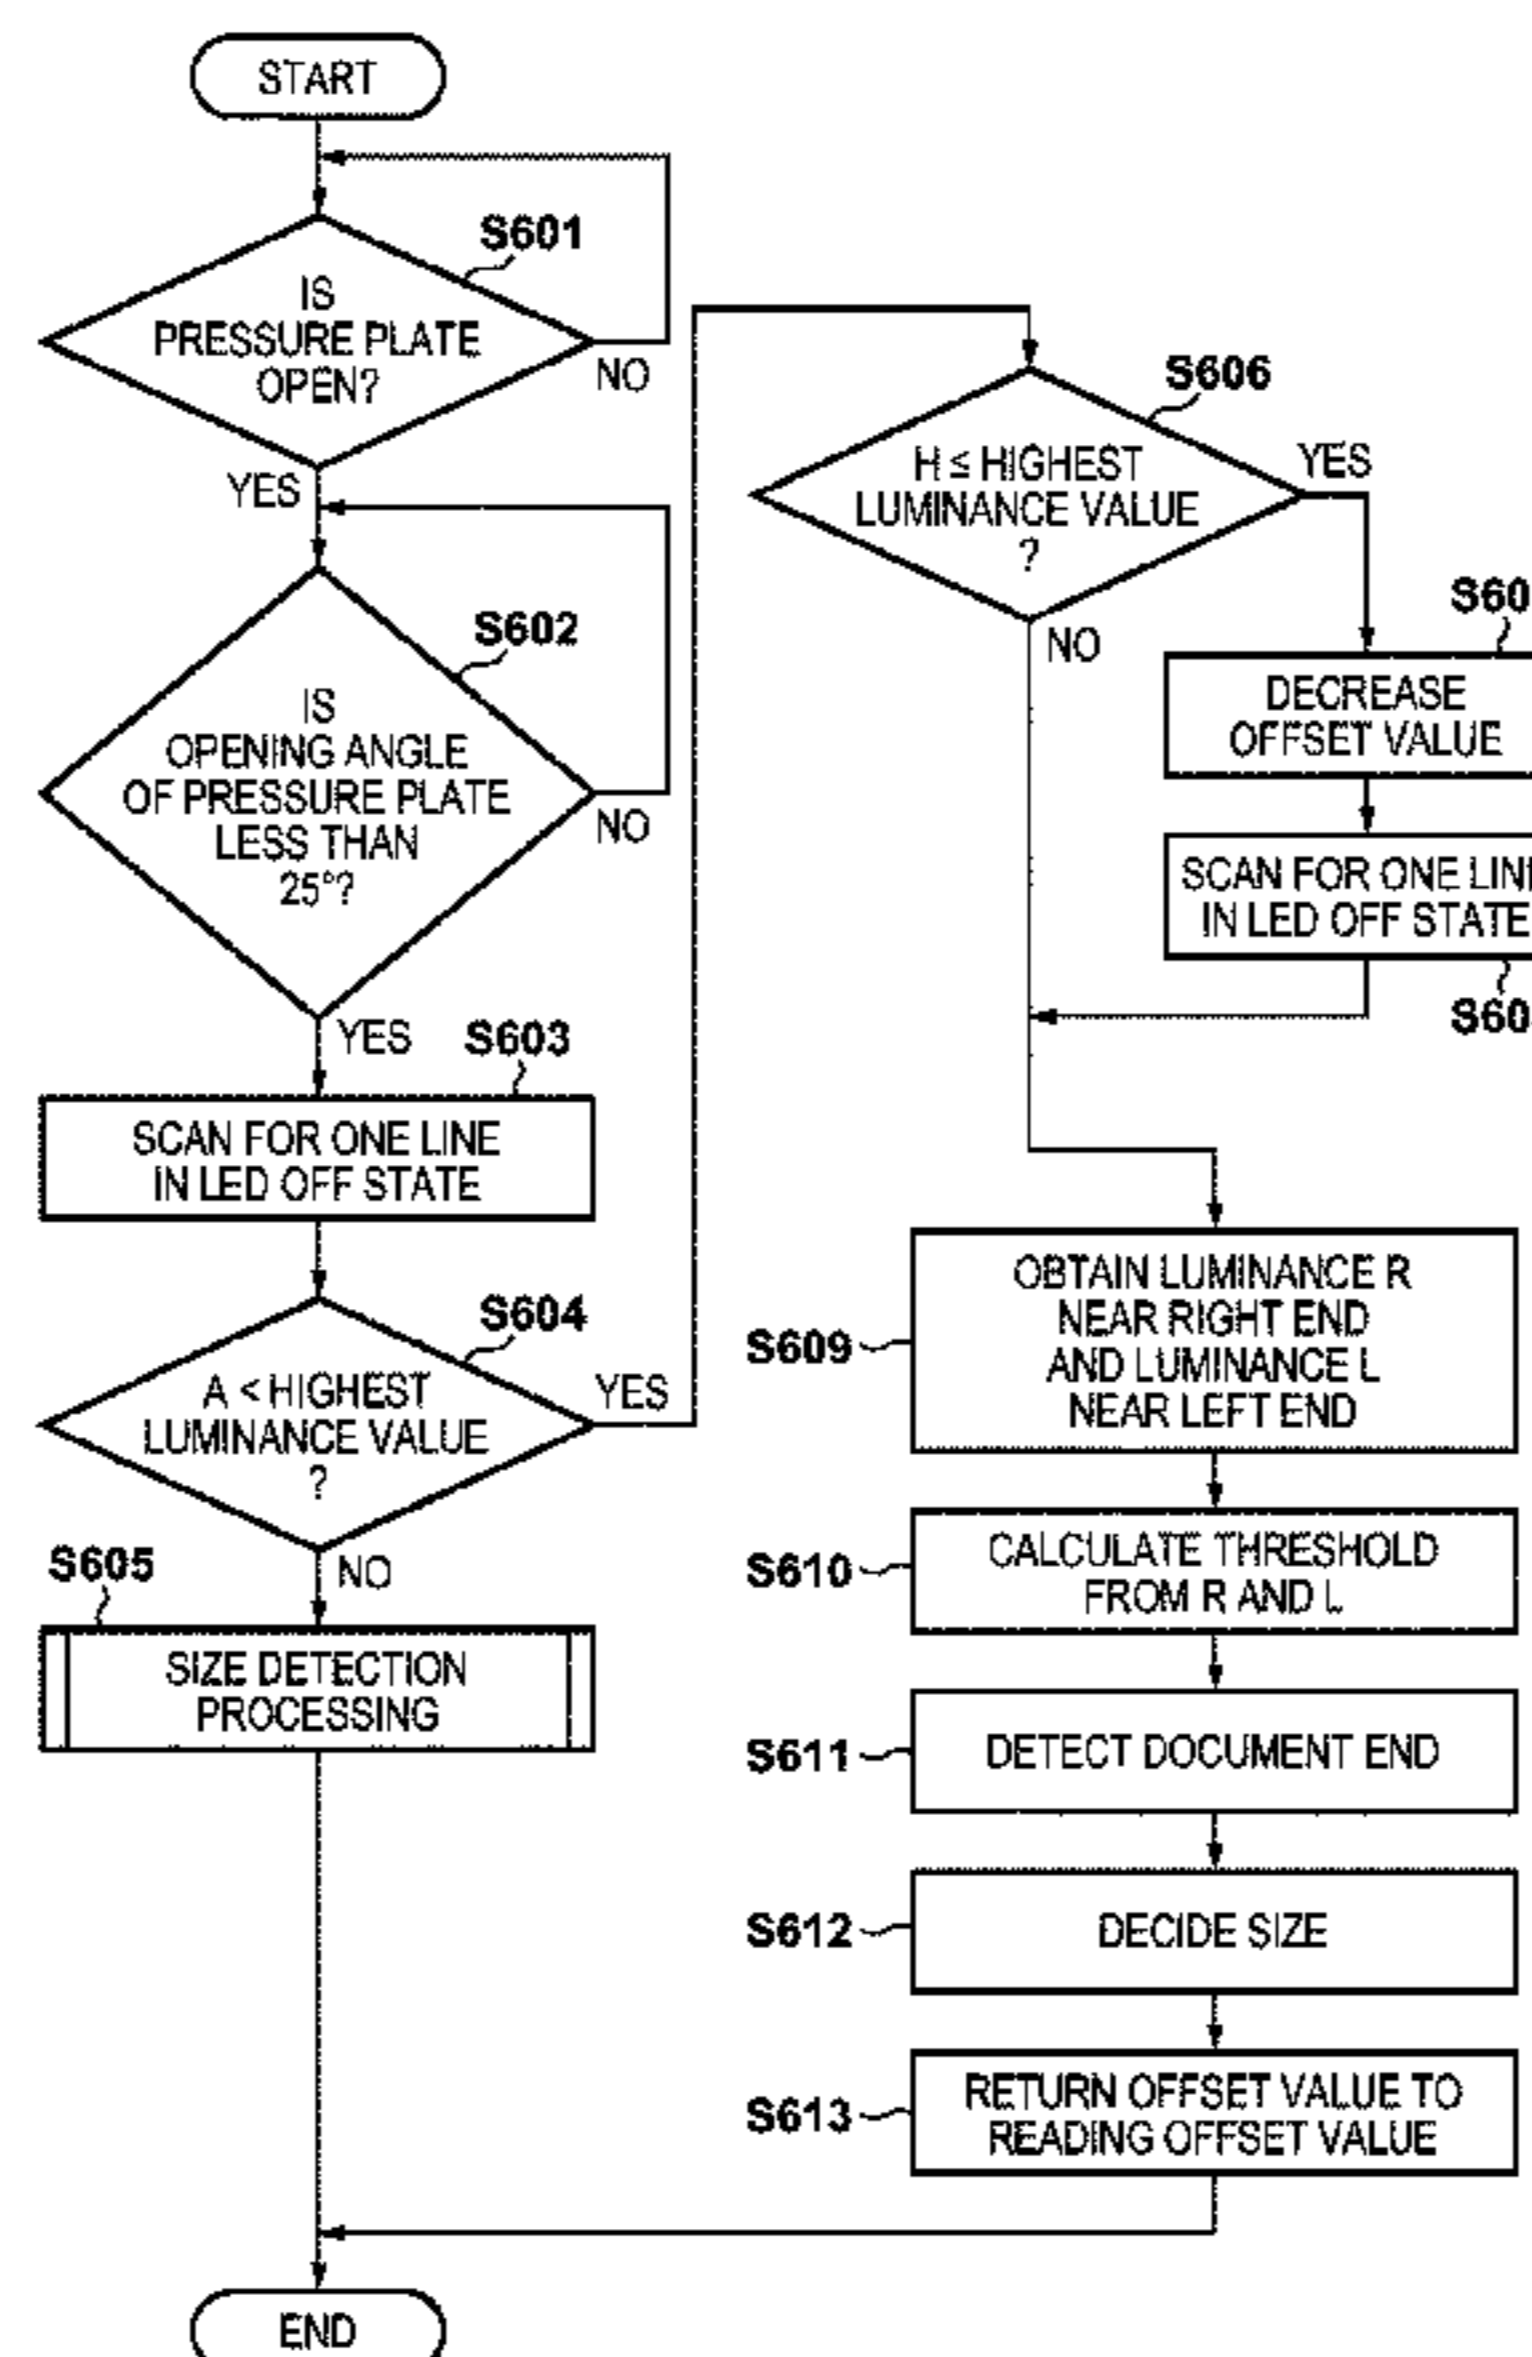 START
S601
IS
PRESSURE PLATE
OPEN?
NO
YES
S602
IS
OPENING ANGLE
OF PRESSURE PLATE
LESS THAN
25°?
NO
YES
S603
SCAN FOR ONE LINE
IN LED OFF STATE
S604
A < HIGHEST
LUMINANCE VALUE
?
YES
NO
S605
SIZE DETECTION
PROCESSING
S606
H ≤ HIGHEST
LUMINANCE VALUE
?
YES
NO
DECREASE
OFFSET VALUE
SCAN FOR ONE LINE
IN LED OFF STATE
S609
OBTAIN LUMINANCE R
NEAR RIGHT END
AND LUMINANCE L
NEAR LEFT END
S610
CALCULATE THRESHOLD
FROM R AND L
S611
DETECT DOCUMENT END
S612
DECIDE SIZE
S613
RETURN OFFSET VALUE TO
READING OFFSET VALUE
END